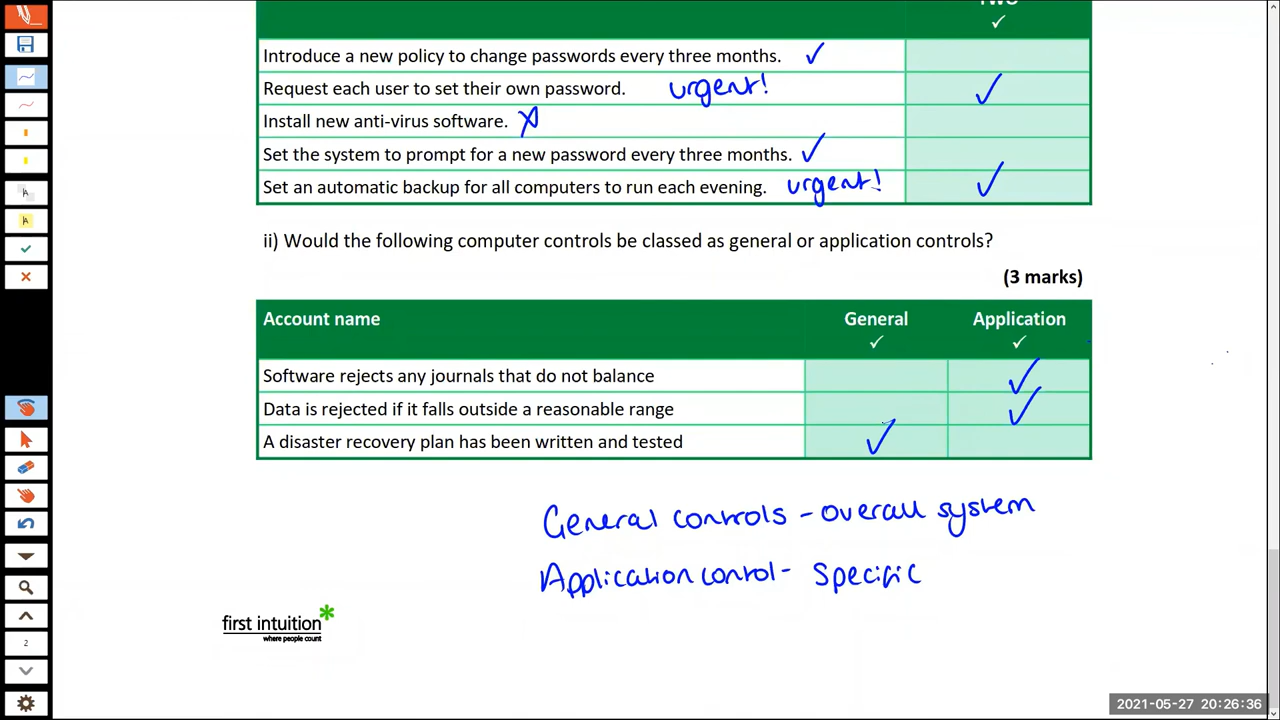 Two
✓
Introduce a new policy to change passwords every three months. ✓
Request each user to set their own password. urgent! ✓
Install new anti-virus software. X
Set the system to prompt for a new password every three months. ✓
Set an automatic backup for all computers to run each evening. urgent! ✓
ii) Would the following computer controls be classed as general or application controls?
(3 marks)
Account name General Application
✓ ✓
Software rejects any journals that do not balance ✓
Data is rejected if it falls outside a reasonable range ✓
A disaster recovery plan has been written and tested ✓
General controls - overall system
Application control - Specific
first intuition*
where people count
2
2021-05-27 20:26:36